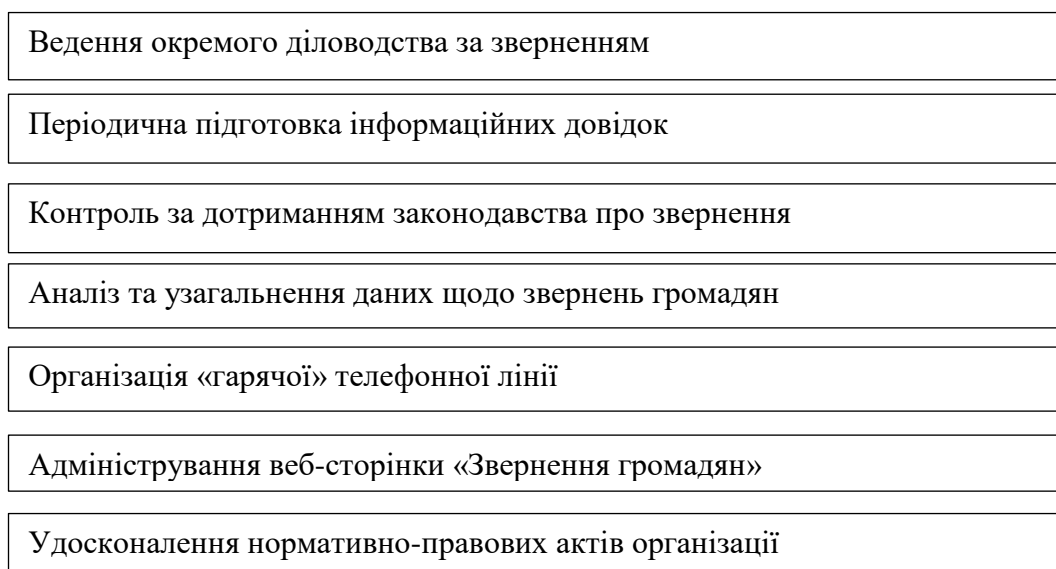 Ведення окремого діловодства за зверненням
Періодична підготовка інформаційних довідок
Контроль за дотриманням законодавства про звернення
Аналіз та узагальнення даних щодо звернень громадян
Організація «гарячої» телефонної лінії
Адміністрування веб-сторінки «Звернення громадян»
Удосконалення нормативно-правових актів організації